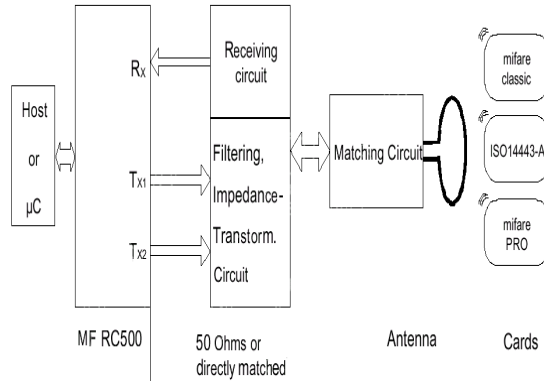 Host
or
µC
RX
TX1
TX2
MF RC500
Receiving
circuit
Filtering,
Impedance-
Transform.
Circuit
50 Ohms or
directly matched
Matching Circuit
Antenna
mifare
classic
ISO14443-A
mifare
PRO
Cards